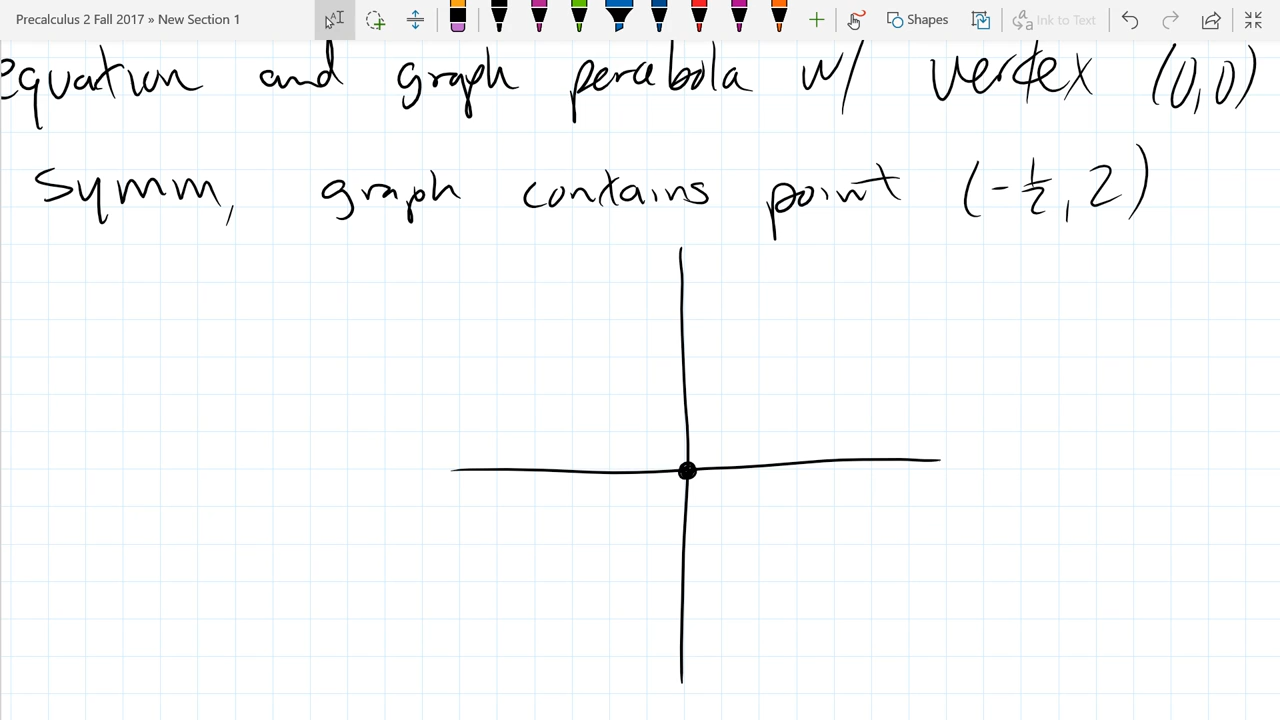 Precalculus 2 Fall 2017 » New Section 1
Shapes
Ink to Text
equation and graph perabola w/ vertex (0,0)
symm, graph contains point (-1/2, 2)